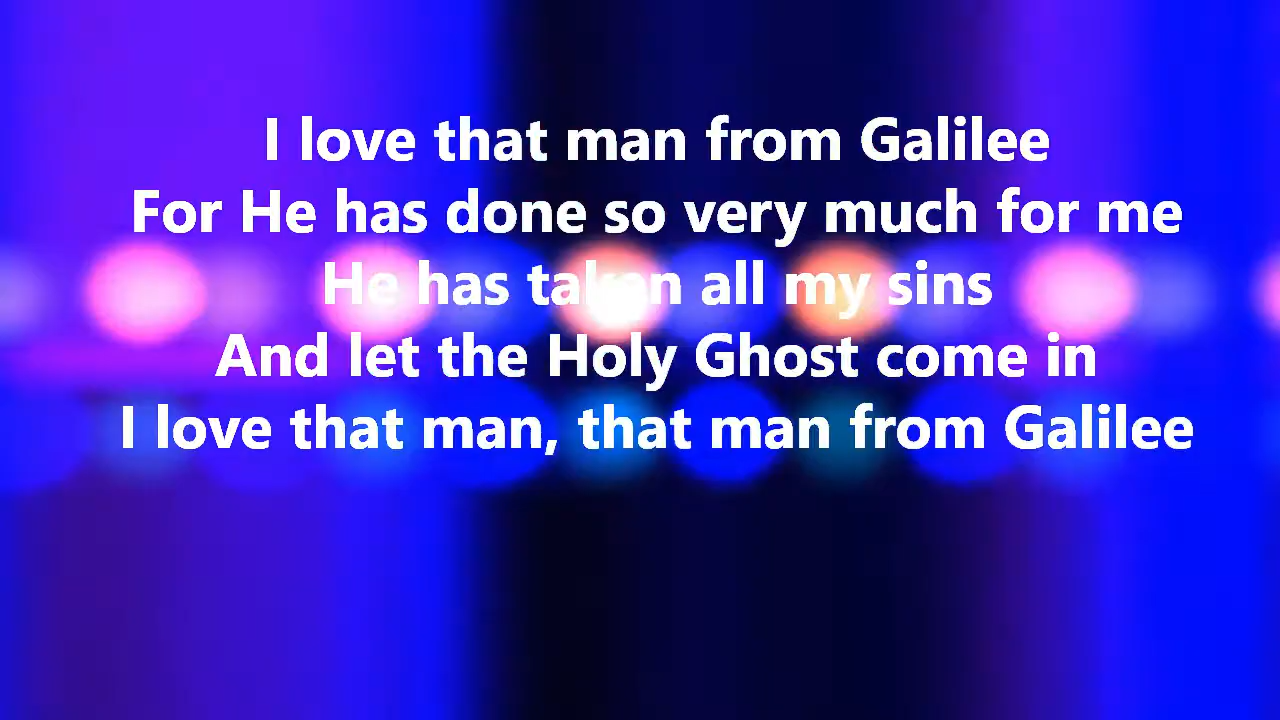 I love that man from Galilee
For He has done so very much for me
He has taken all my sins
And let the Holy Ghost come in
I love that man, that man from Galilee